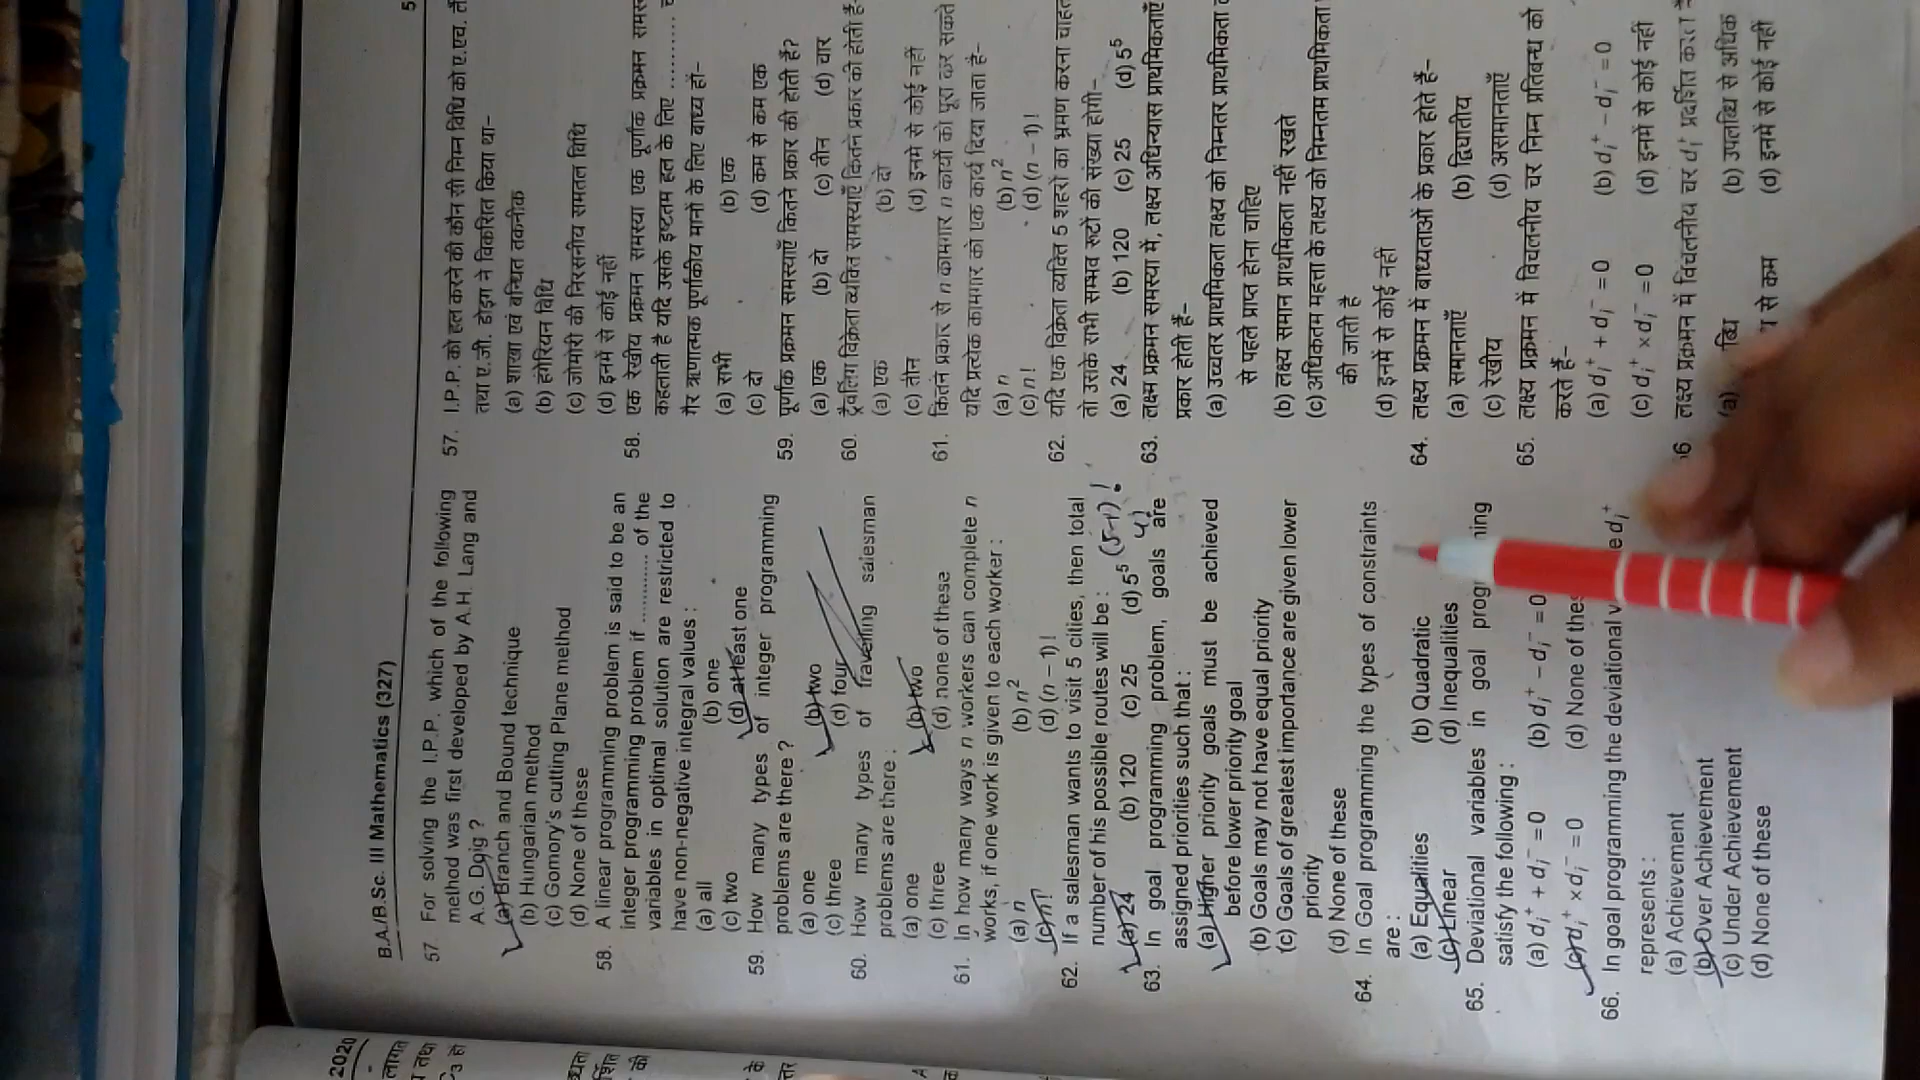 2020
लागत
B.A./B.Sc. III Mathematics (327)
57. For solving the I.P.P. which of the following
method was first developed by A.H. Lang and
A.G. Doig ?
(a) Branch and Bound technique
(b) Hungarian method
(c) Gomony's cutting Plane method
(d) None of these
58. A linear programming problem is said to be an
integer programming problem if ............ of the
variables in optimal solution are restricted to
have non-negative integral values :
(a) all (b) one
(c) two (d) at least one
59. How many types of integer programming
problems are there ?
(a) one (b) two
(c) three (d) four
60. How many types of travelling salesman
problems are there :
(a) one (b) two
(c) three (d) none of these
61. In how many ways n workers can complete n
works, if one work is given to each worker :
(a) n (b) n²
(c) n! (d) (n – 1)!
62. If a salesman wants to visit 5 cities, then total
number of his possible routes will be : (5-1)!
4!
(a) 24 (b) 120 (c) 25 (d) 5⁵
63. In goal programming problem, goals are
assigned priorities such that :
(a) Higher priority goals must be achieved
before lower priority goal
(b) Goals may not have equal priority
(c) Goals of greatest importance are given lower
priority
(d) None of these
64. In Goal programming the types of constraints
are :
(a) Equalities (b) Quadratic
(c) Linear (d) Inequalities
65. Deviational variables in goal prog ning
satisfy the following :
(a) dᵢ⁺ + dᵢ⁻ = 0 (b) dᵢ⁺ – dᵢ⁻ = 0
(c) dᵢ⁺ × dᵢ⁻ = 0 (d) None of thes
66. In goal programming the deviational v e dᵢ⁺
represents :
(a) Achievement
(b) Over Achievement
(c) Under Achievement
(d) None of these
57. I.P.P. को हल करने की कौन सी निम्न विधि को ए.एच. लै
तथा ए.जी. डोइग ने विकसित किया था–
(a) शाखा एवं बन्धित तकनीक
(b) हंगेरियन विधि
(c) जोमोरी की निरसनीय समतल विधि
(d) इनमें से कोई नहीं
58. एक रेखीय प्रक्रमन समस्या एक पूर्णांक प्रक्रमन समस
कहलाती है यदि उसके इष्टतम हल के लिए ..........
गैर ऋणात्मक पूर्णांकीय मानों के लिए बाध्य हों–
(a) सभी (b) एक
(c) दो (d) कम से कम एक
59. पूर्णांक प्रक्रमन समस्याएँ कितने प्रकार की होती हैं?
(a) एक (b) दो (c) तीन (d) चार
60. ट्रैवलिंग विक्रेता व्यक्ति समस्याएँ कितने प्रकार की होती हैं–
(a) एक (b) दो
(c) तीन (d) इनमें से कोई नहीं
61. कितने प्रकार से n कामगार n कार्यों को पूरा कर सकते
यदि प्रत्येक कामगार को एक कार्य दिया जाता है–
(a) n (b) n²
(c) n! (d) (n – 1)!
62. यदि एक विक्रेता व्यक्ति 5 शहरों का भ्रमण करना चाहत
तो उसके सभी सम्भव रूटों की संख्या होगी–
(a) 24 (b) 120 (c) 25 (d) 5⁵
63. लक्ष्य प्रक्रमन समस्या में, लक्ष्य अधिन्यास प्राथमिकताएँ
प्रकार होती हैं–
(a) उच्चतर प्राथमिकता लक्ष्य को निम्नतर प्राथमिकता
से पहले प्राप्त होना चाहिए
(b) लक्ष्य समान प्राथमिकता नहीं रखते
(c) अधिकतम महत्ता के लक्ष्य को निम्नतम प्राथमिकता
की जाती है
(d) इनमें से कोई नहीं
64. लक्ष्य प्रक्रमन में बाध्यताओं के प्रकार होते हैं–
(a) समानताएँ (b) द्विघातीय
(c) रेखीय (d) असमानताएँ
65. लक्ष्य प्रक्रमन में विचलनीय चर निम्न प्रतिबन्ध को
करते हैं–
(a) dᵢ⁺ + dᵢ⁻ = 0 (b) dᵢ⁺ – dᵢ⁻ = 0
(c) dᵢ⁺ × dᵢ⁻ = 0 (d) इनमें से कोई नहीं
66 लक्ष्य प्रक्रमन में विचलनीय चर dᵢ⁺ प्रदर्शित करता
(a) ब्धि (b) उपलब्धि से अधिक
से कम (d) इनमें से कोई नहीं